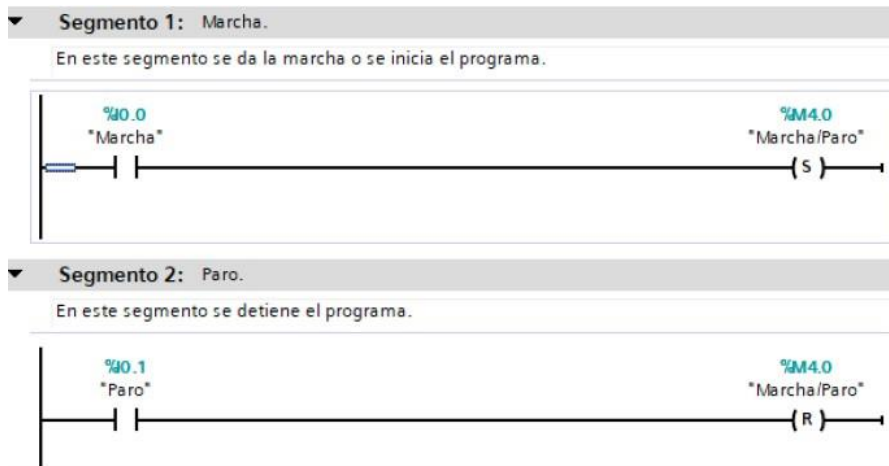 Segmento 1: Marcha.
En este segmento se da la marcha o se inicia el programa.
%I0.0
"Marcha"
%M4.0
"Marcha/Paro"
S
Segmento 2: Paro.
En este segmento se detiene el programa.
%I0.1
"Paro"
%M4.0
"Marcha/Paro"
R